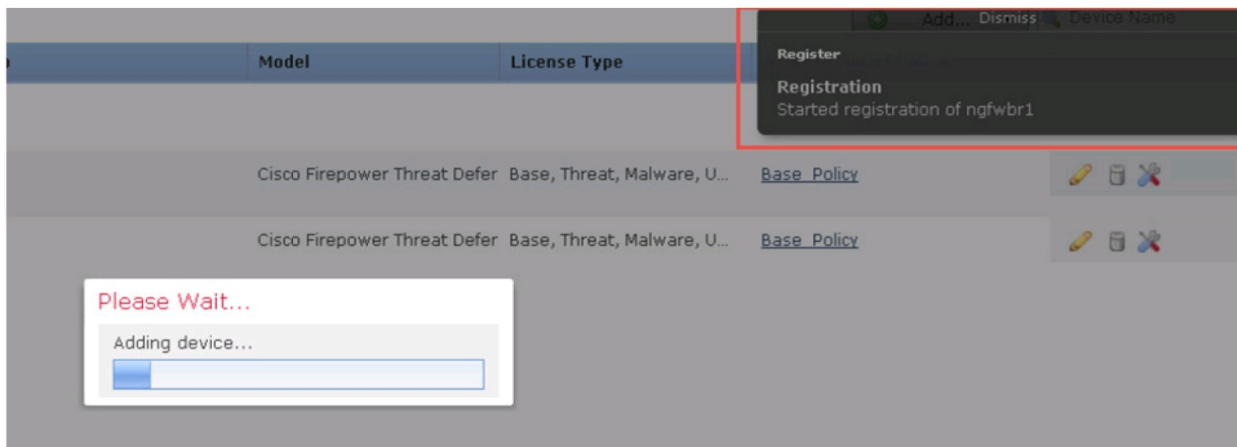 Add... Dismiss Device Name
Model License Type
Register
Registration
Started registration of ngfwbr1
Cisco Firepower Threat Defer Base, Threat, Malware, U... Base_Policy
Cisco Firepower Threat Defer Base, Threat, Malware, U... Base_Policy
Please Wait...
Adding device...